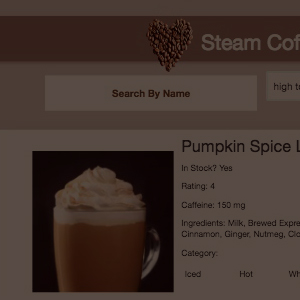 Steam Cof
Search By Name
high t
Pumpkin Spice L
In Stock? Yes
Rating: 4
Caffeine: 150 mg
Ingredients: Milk, Brewed Expre
Cinnamon, Ginger, Nutmeg, Clo
Category:
Iced Hot Wh